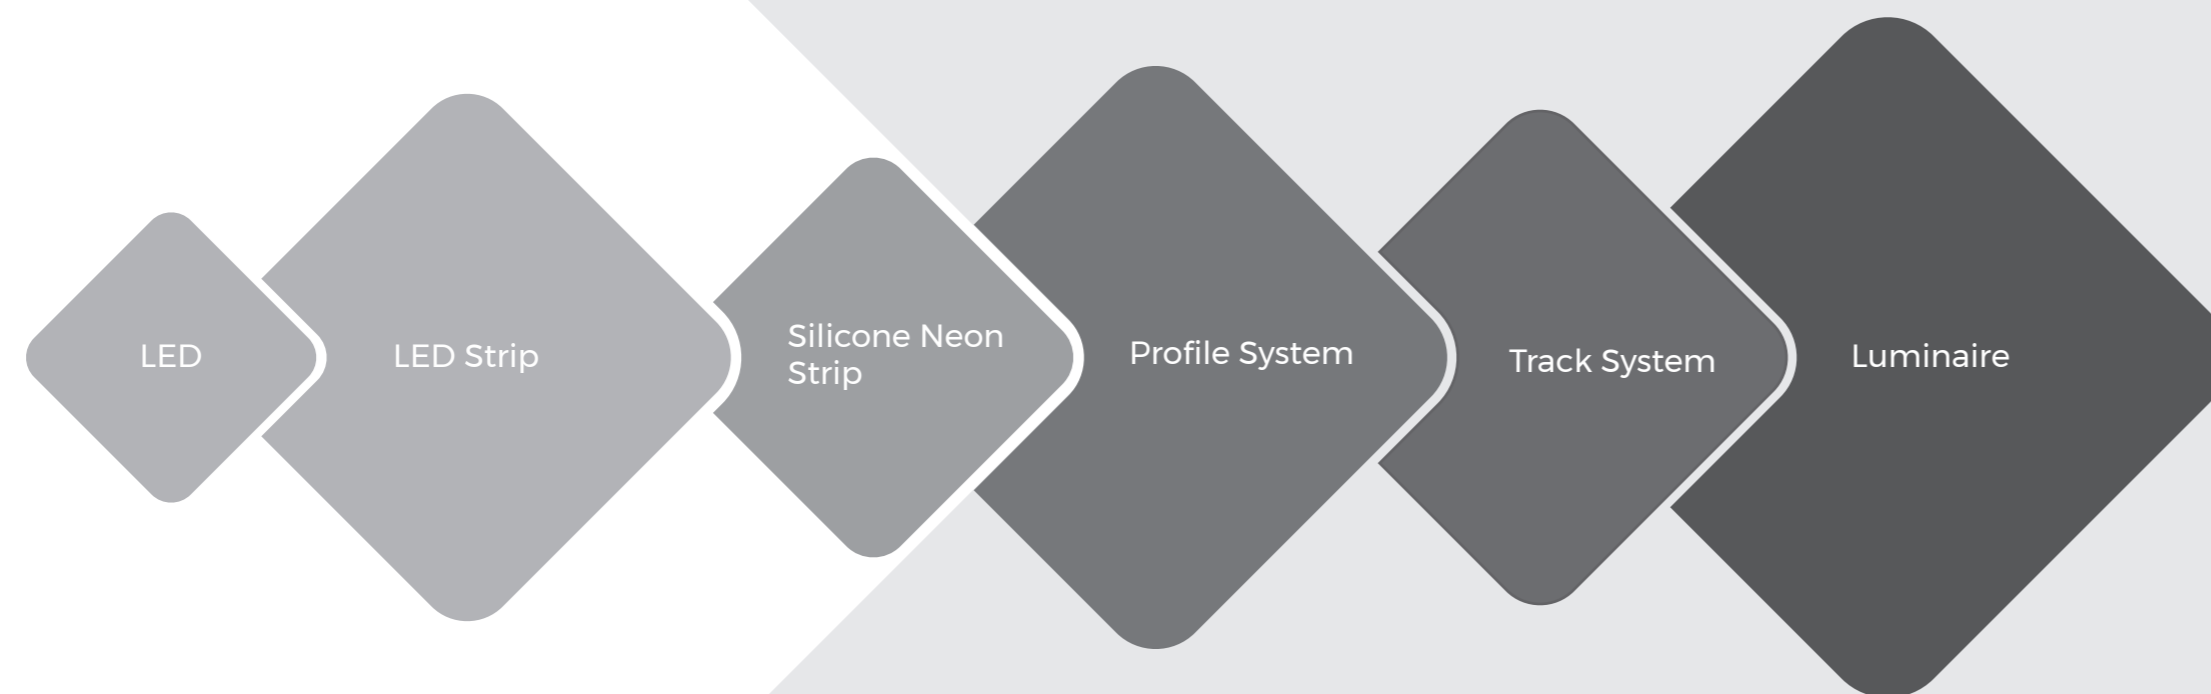 LED
LED Strip
Silicone Neon
Strip
Profile System
Track System
Luminaire